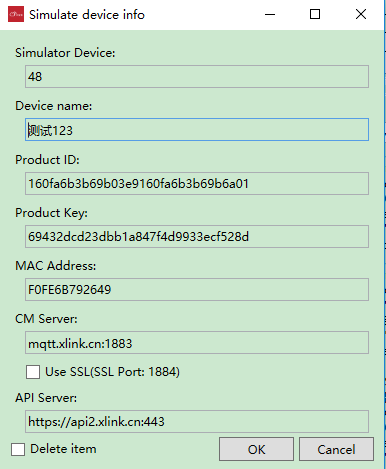 Simulate device info
Simulator Device:
48
Device name:
测试123
Product ID:
160fa6b3b69b03e9160fa6b3b69b6a01
Product Key:
69432dcd23dbb1a847f4d9933ecf528d
MAC Address:
F0FE6B792649
CM Server:
mqtt.xlink.cn:1883
Use SSL(SSL Port: 1884)
API Server:
https://api2.xlink.cn:443
Delete item
OK
Cancel